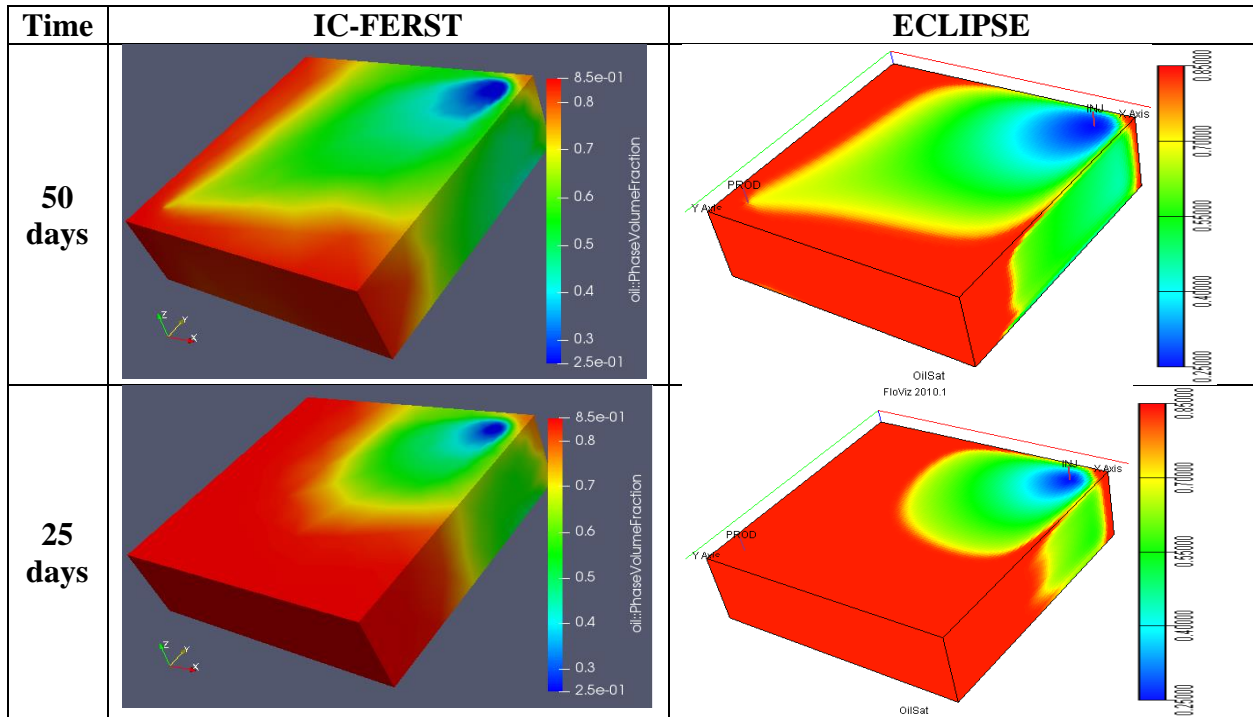 Time IC-FERST ECLIPSE
50
days
8.5e-01
0.8
0.7
0.6
0.5
0.4
0.3
2.5e-01
oil::PhaseVolumeFraction
Z
Y
X
INJ
X Axis
PROD
Y Axis
0.85000
0.70000
0.55000
0.40000
0.25000
OilSat
FloViz 2010.1
25
days
8.5e-01
0.8
0.7
0.6
0.5
0.4
0.3
2.5e-01
oil::PhaseVolumeFraction
Z
Y
X
INJ
X Axis
PROD
Y Axis
0.85000
0.70000
0.55000
0.40000
0.25000
OilSat